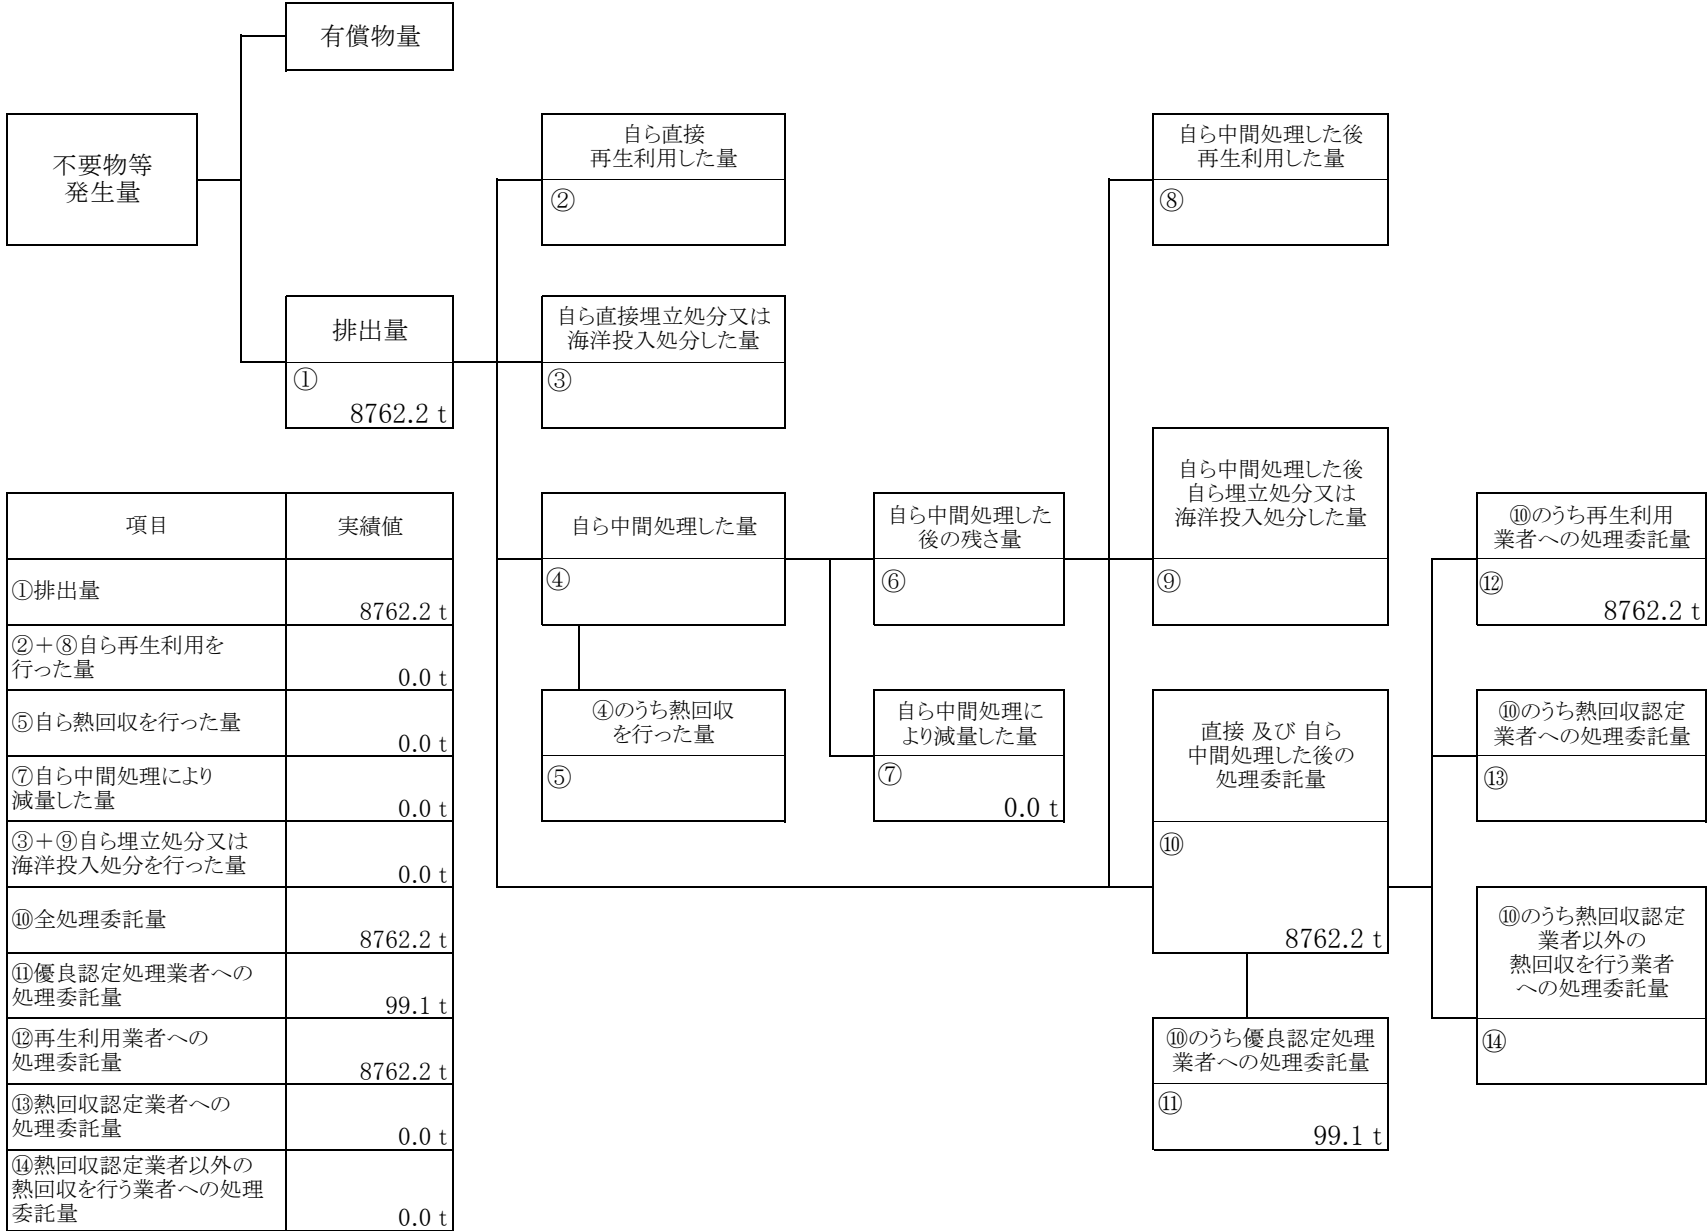 有償物量
不要物等
発生量
自ら直接
再生利用した量
②
自ら中間処理した後
再生利用した量
⑧
排出量
①
8762.2 t
自ら直接埋立処分又は
海洋投入処分した量
③
自ら中間処理した量
④
自ら中間処理した
後の残さ量
⑥
自ら中間処理した後
自ら埋立処分又は
海洋投入処分した量
⑨
⑩のうち再生利用
業者への処理委託量
⑫
8762.2 t
④のうち熱回収
を行った量
⑤
自ら中間処理に
より減量した量
⑦
0.0 t
直接 及び 自ら
中間処理した後の
処理委託量
⑩
8762.2 t
⑩のうち熱回収認定
業者への処理委託量
⑬
⑩のうち熱回収認定
業者以外の
熱回収を行う業者
への処理委託量
⑭
⑩のうち優良認定処理
業者への処理委託量
⑪
99.1 t
項目
実績値
①排出量
8762.2 t
②+⑧自ら再生利用を
行った量
0.0 t
⑤自ら熱回収を行った量
0.0 t
⑦自ら中間処理により
減量した量
0.0 t
③+⑨自ら埋立処分又は
海洋投入処分を行った量
0.0 t
⑩全処理委託量
8762.2 t
⑪優良認定処理業者への
処理委託量
99.1 t
⑫再生利用業者への
処理委託量
8762.2 t
⑬熱回収認定業者への
処理委託量
0.0 t
⑭熱回収認定業者以外の
熱回収を行う業者への処理
委託量
0.0 t